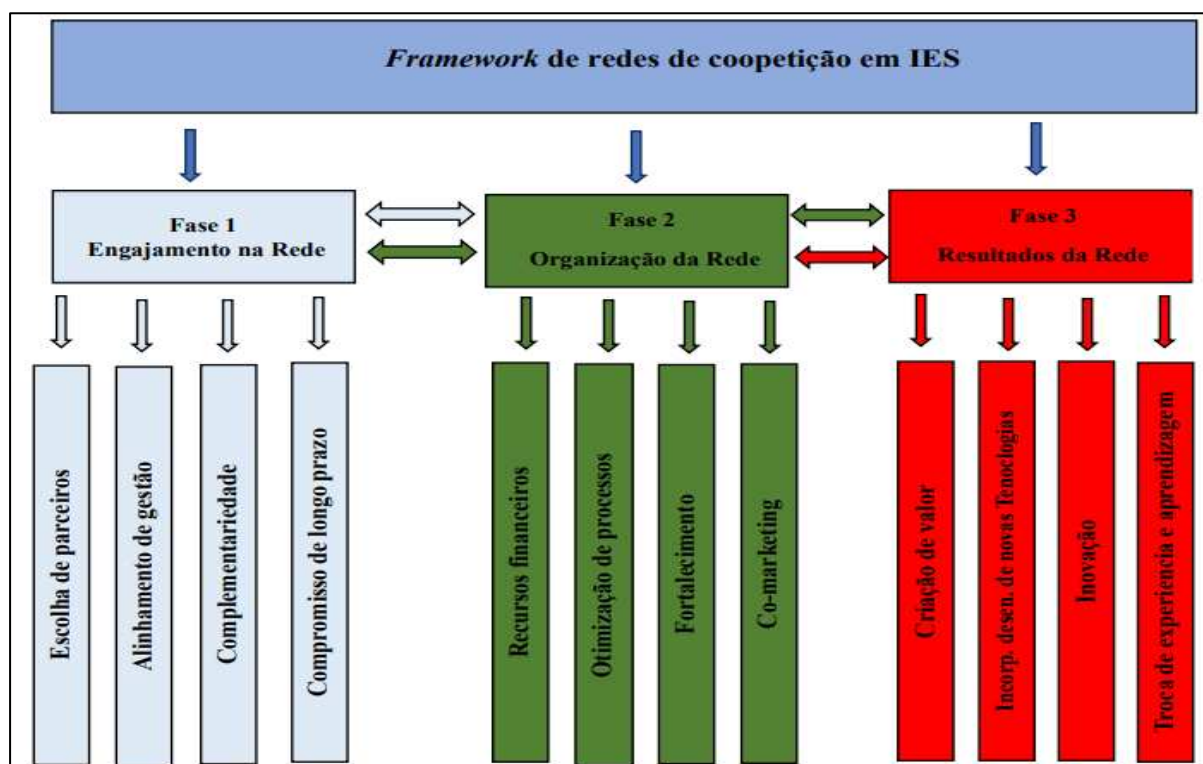 Framework de redes de coopetição em IES
Fase 1
Engajamento na Rede
Fase 2
Organização da Rede
Fase 3
Resultados da Rede
Escolha de parceiros
Alinhamento de gestão
Complementariedade
Compromisso de longo prazo
Recursos financeiros
Otimização de processos
Fortalecimento
Co-marketing
Criação de valor
Incorp. desen. de novas Tenoclogias
Inovação
Troca de experiencia e aprendizagem